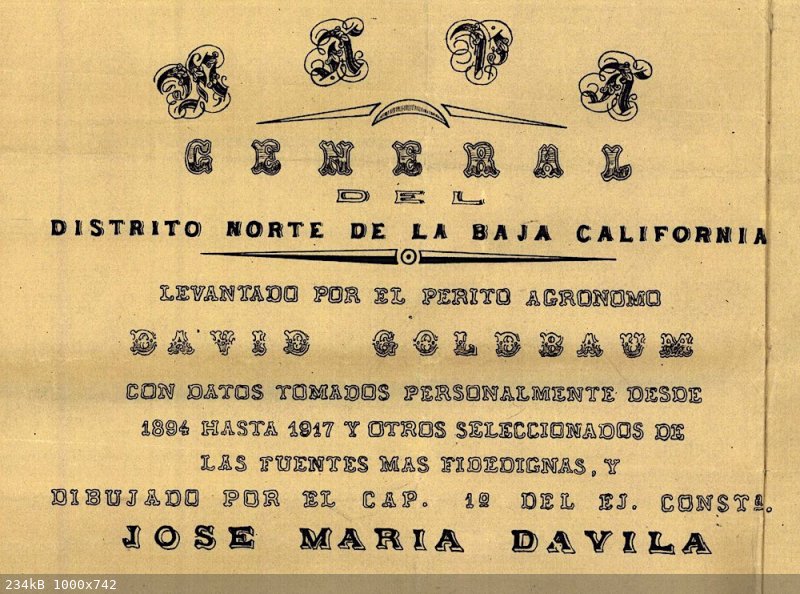 MAPA
GENERAL
DEL
DISTRITO NORTE DE LA BAJA CALIFORNIA
LEVANTADO POR EL PERITO AGRONOMO
DAVID GOLDBAUM
CON DATOS TOMADOS PERSONALMENTE DESDE
1894 HASTA 1917 Y OTROS SELECCIONADOS DE
LAS FUENTES MAS FIDEDIGNAS, Y
DIBUJADO POR EL CAP. 1º DEL EJ. CONSTª.
JOSE MARIA DAVILA
234kB 1000x742